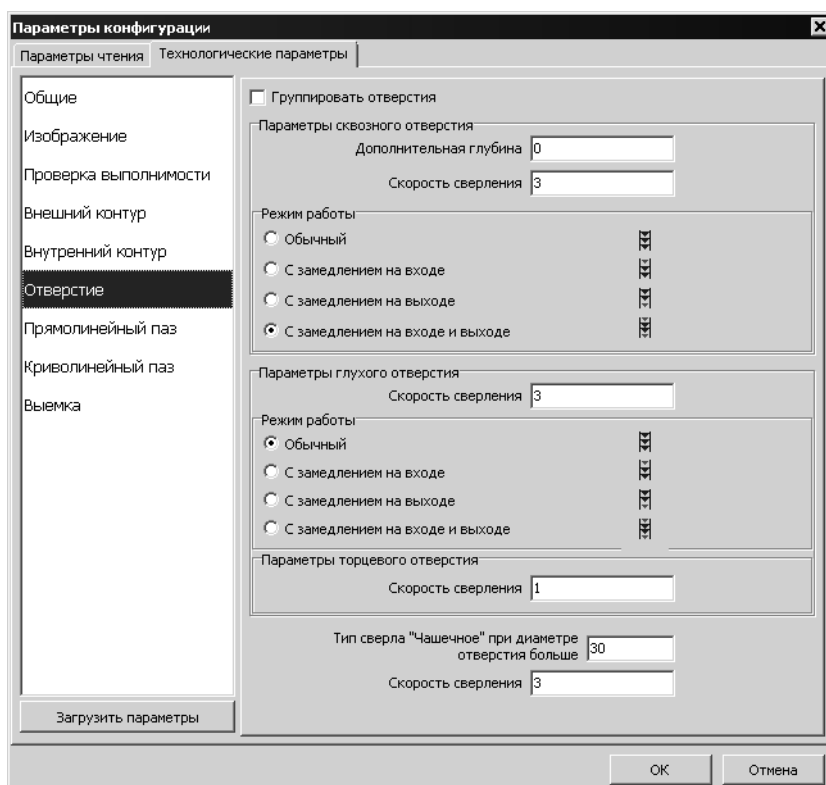 Параметры конфигурации
Параметры чтения
Технологические параметры
Общие
Изображение
Проверка выполнимости
Внешний контур
Внутренний контур
Отверстие
Прямолинейный паз
Криволинейный паз
Выемка
Загрузить параметры
Группировать отверстия
Параметры сквозного отверстия
Дополнительная глубина 0
Скорость сверления 3
Режим работы
Обычный
С замедлением на входе
С замедлением на выходе
С замедлением на входе и выходе
Параметры глухого отверстия
Скорость сверления 3
Режим работы
Обычный
С замедлением на входе
С замедлением на выходе
С замедлением на входе и выходе
Параметры торцевого отверстия
Скорость сверления 1
Тип сверла "Чашечное" при диаметре
отверстия больше 30
Скорость сверления 3
OK
Отмена